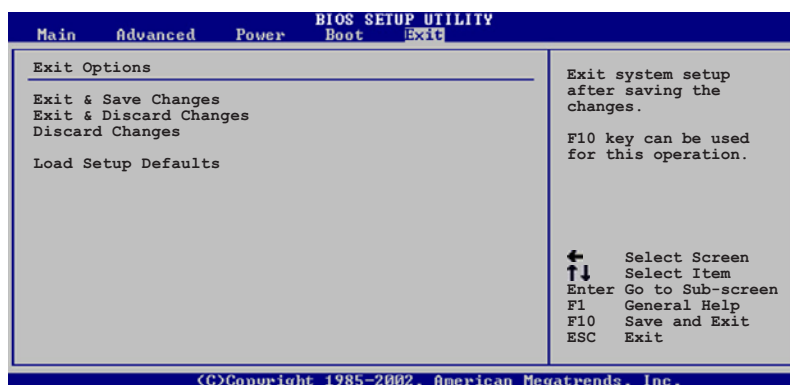 BIOS SETUP UTILITY
Main Advanced Power Boot Exit
Exit Options
Exit & Save Changes
Exit & Discard Changes
Discard Changes
Load Setup Defaults
Exit system setup
after saving the
changes.
F10 key can be used
for this operation.
← Select Screen
↑↓ Select Item
Enter Go to Sub-screen
F1 General Help
F10 Save and Exit
ESC Exit
(C)Copyright 1985-2002, American Megatrends, Inc.